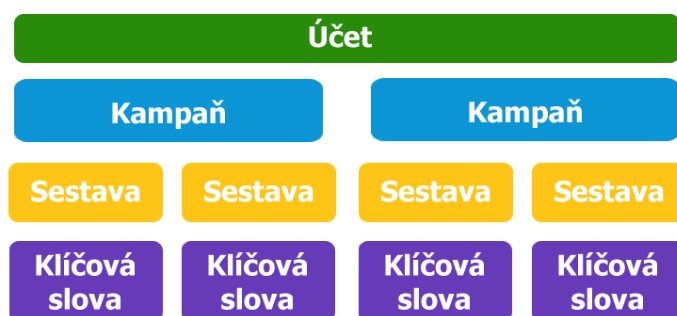 Účet
Kampaň Kampaň
Sestava Sestava Sestava Sestava
Klíčová Klíčová Klíčová Klíčová
slova slova slova slova